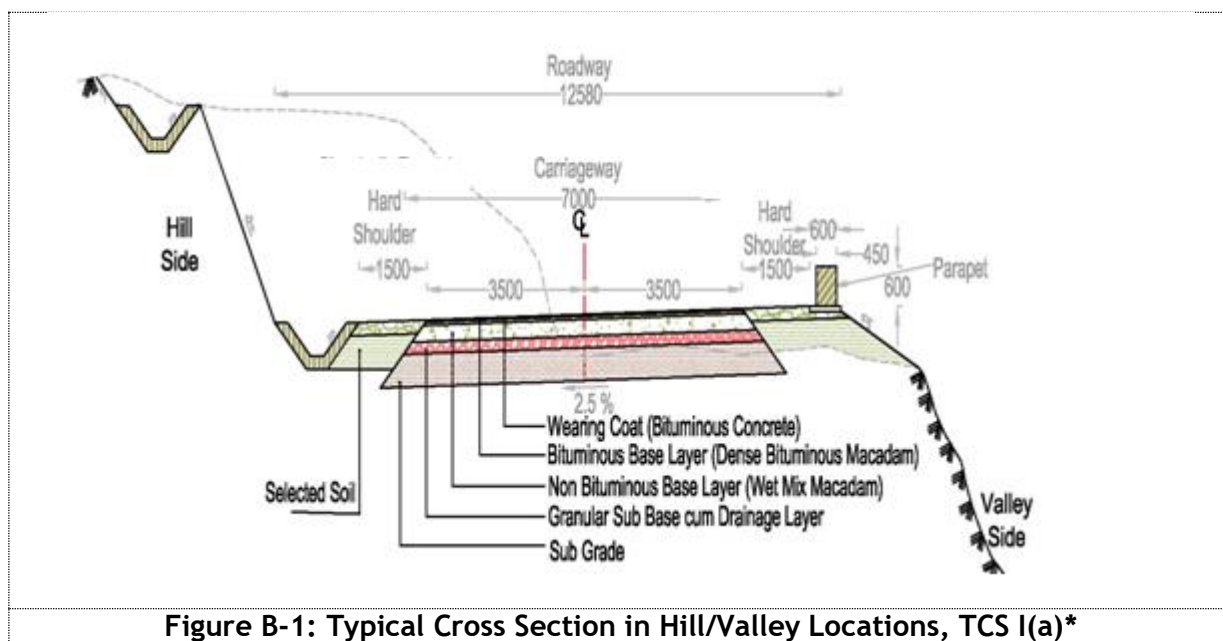 Roadway
12580
Carriageway
7000
Hard
Shoulder
1500
3500
3500
Hard
Shoulder
1500
600
450
600
Parapet
Hill
Side
2.5 %
Wearing Coat (Bituminous Concrete)
Bituminous Base Layer (Dense Bituminous Macadam)
Non Bituminous Base Layer (Wet Mix Macadam)
Granular Sub Base cum Drainage Layer
Sub Grade
Selected Soil
Valley
Side
Figure B-1: Typical Cross Section in Hill/Valley Locations, TCS I(a)*